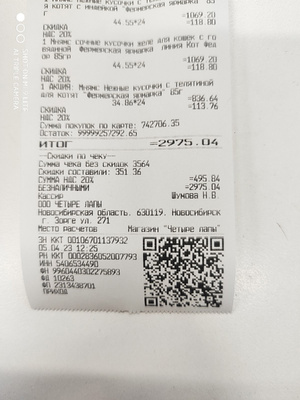 я котят с индейкой "Фермерская ярмарка"
44.55*24 =1069.20
СКИДКА =118.80
НДС 20%
1 Мнямс сочные кусочки желе для кошек с го
вядиной "Фермерская ярмарка" линия Кот Фед
ор 85гр
44.55*24 =1069.20
СКИДКА =118.80
НДС 20%
1 АКЦИЯ: Мнямс Нежные кусочки с телятиной
для котят "Фермерская ярмарка" 85г
34.86*24 =836.64
СКИДКА =113.76
НДС 20%
Сумма покупок по карте: 742706.35
Остаток: 99999257292.65
ИТОГ =2975.04
—Скидки по чеку—
Сумма чека без скидок 3564
Скидки составили: 351.36
СУММА НДС 20% =495.84
БЕЗНАЛИЧНЫМИ =2975.04
Кассир Шукова Н.В
ООО ЧЕТЫРЕ ЛАПЫ
Новосибирская область, 630119, Новосибирск
г. Зорге ул. 271
Место расчетов Магазин "Четыре лапы"
ЗН ККТ 00106701137932
05.04.23 12:25
РН ККТ 0002836052007793
ИНН 5406534490
ФН 9960440302275893
ФД 10263
ФП 2313438701
ПРИХОД